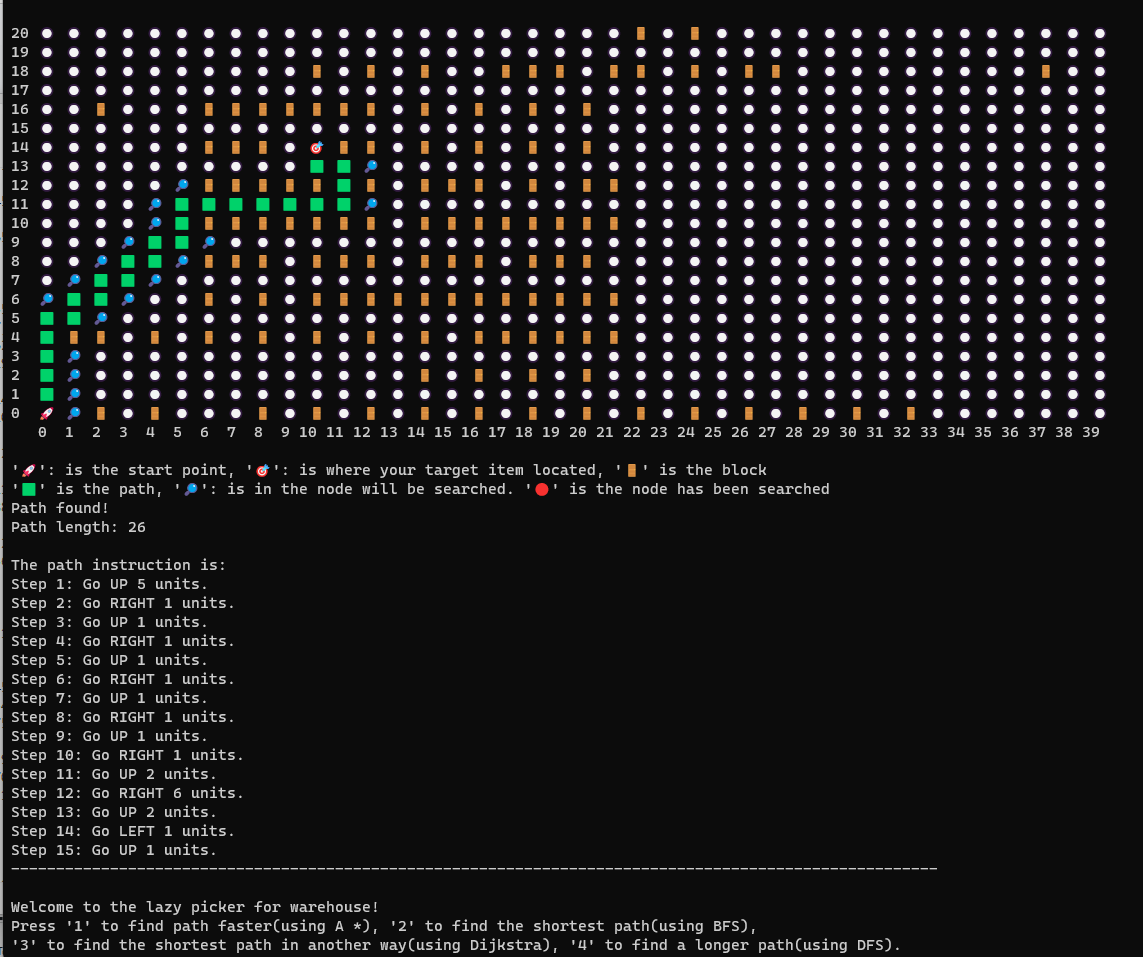 20
19
18
17
16
15
14
13
12
11
10
9
8
7
6
5
4
3
2
1
0
0 1 2 3 4 5 6 7 8 9 10 11 12 13 14 15 16 17 18 19 20 21 22 23 24 25 26 27 28 29 30 31 32 33 34 35 36 37 38 39
'🚀': is the start point, '🎯': is where your target item located, '🚪' is the block
'🟩' is the path, '🔎': is in the node will be searched. '🔴' is the node has been searched
Path found!
Path length: 26
The path instruction is:
Step 1: Go UP 5 units.
Step 2: Go RIGHT 1 units.
Step 3: Go UP 1 units.
Step 4: Go RIGHT 1 units.
Step 5: Go UP 1 units.
Step 6: Go RIGHT 1 units.
Step 7: Go UP 1 units.
Step 8: Go RIGHT 1 units.
Step 9: Go UP 1 units.
Step 10: Go RIGHT 1 units.
Step 11: Go UP 2 units.
Step 12: Go RIGHT 6 units.
Step 13: Go UP 2 units.
Step 14: Go LEFT 1 units.
Step 15: Go UP 1 units.
Welcome to the lazy picker for warehouse!
Press '1' to find path faster(using A *), '2' to find the shortest path(using BFS),
'3' to find the shortest path in another way(using Dijkstra), '4' to find a longer path(using DFS).